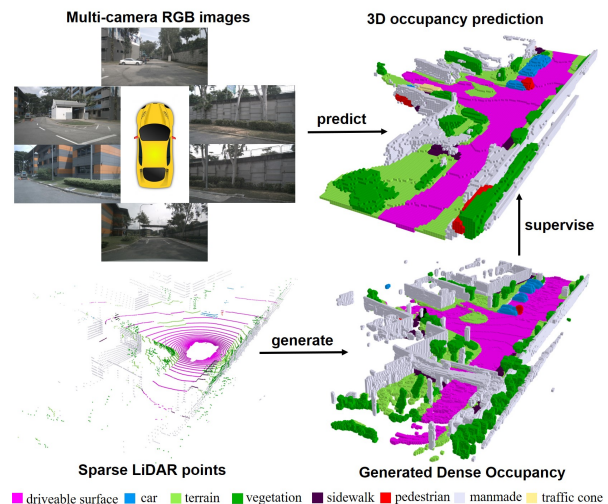 Multi-camera RGB images
3D occupancy prediction
predict
supervise
generate
Sparse LiDAR points
Generated Dense Occupancy
driveable surface car terrain vegetation sidewalk pedestrian manmade traffic cone